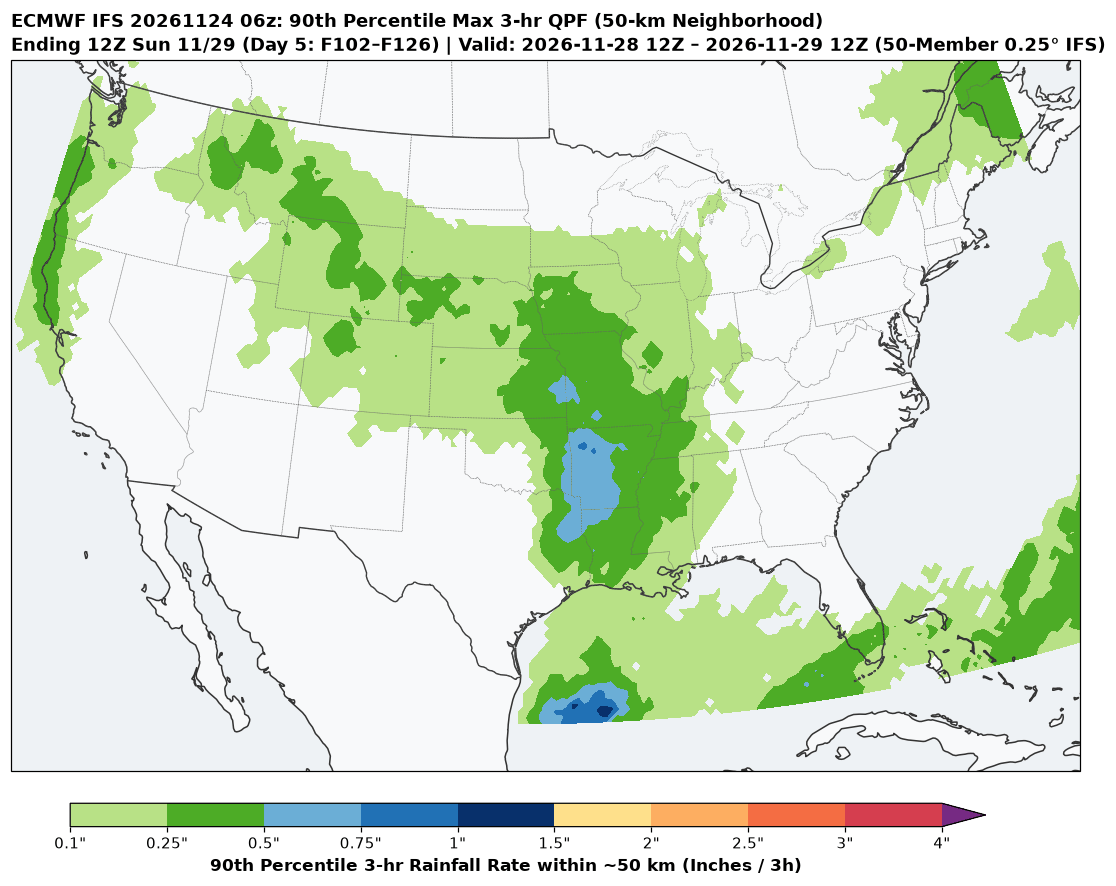 ECMWF IFS 20261124 06z: 90th Percentile Max 3-hr QPF (50-km Neighborhood)
Ending 12Z Sun 11/29 (Day 5: F102–F126) | Valid: 2026-11-28 12Z – 2026-11-29 12Z (50-Member 0.25° IFS)
0.1" 0.25" 0.5" 0.75" 1" 1.5" 2" 2.5" 3" 4"
90th Percentile 3-hr Rainfall Rate within ~50 km (Inches / 3h)